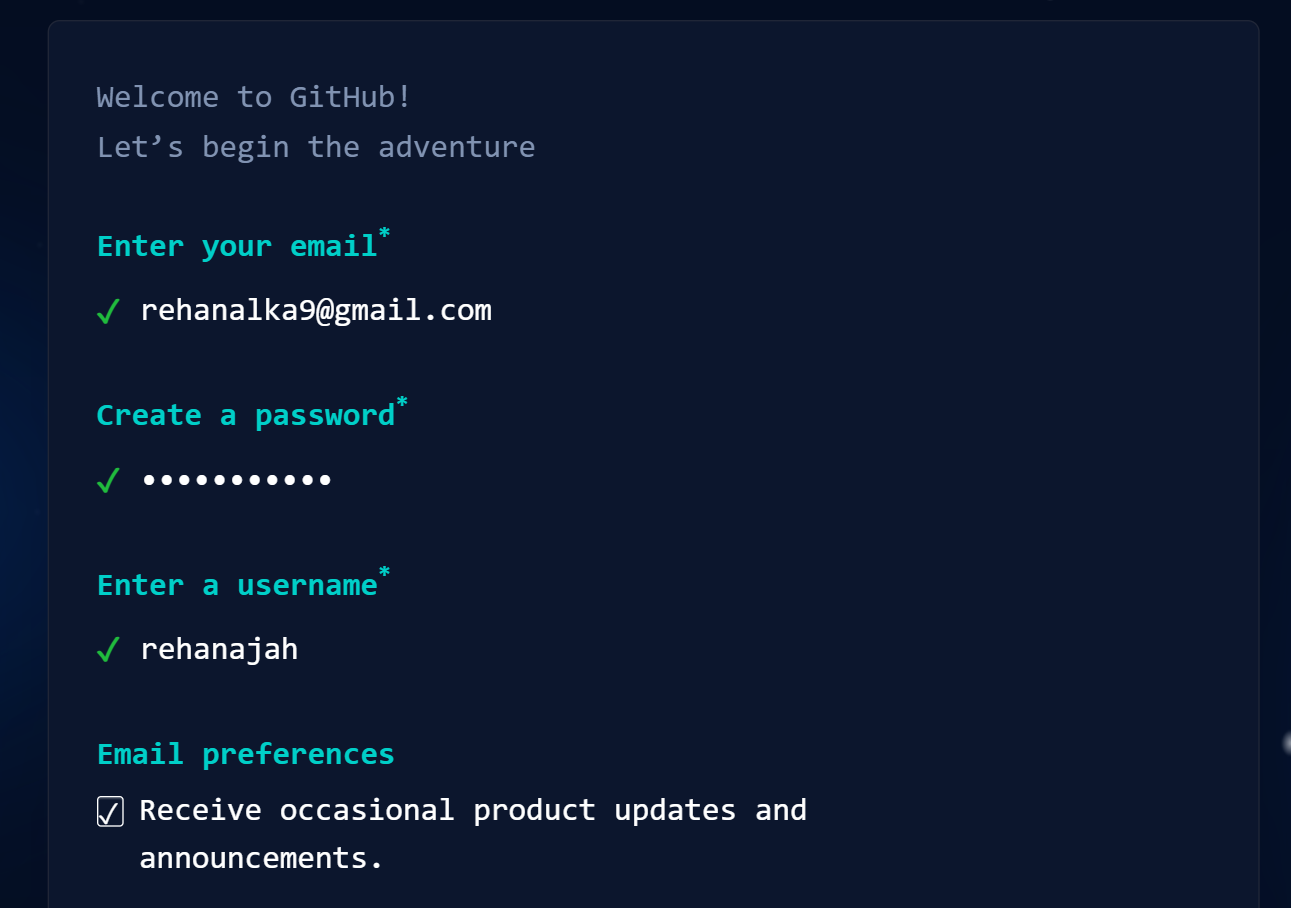 Welcome to GitHub!
Let’s begin the adventure
Enter your email*
✓ rehanalka9@gmail.com
Create a password*
✓ •••••••••••
Enter a username*
✓ rehanajah
Email preferences
☑ Receive occasional product updates and
announcements.